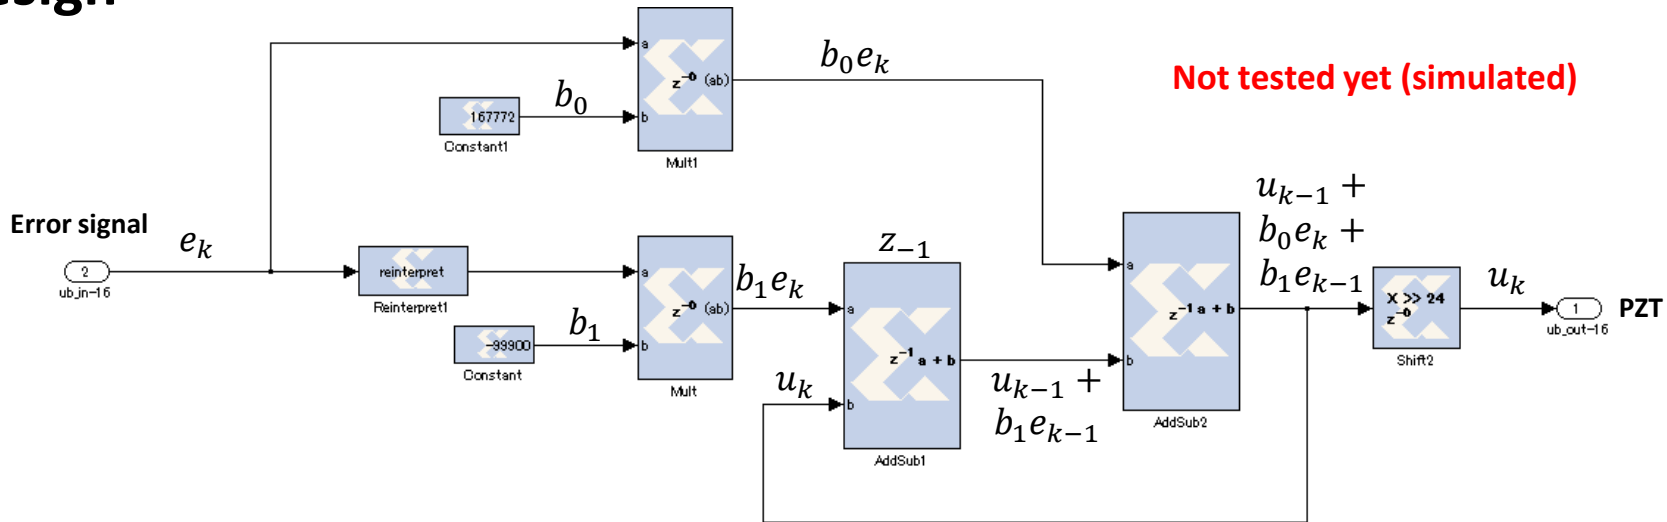 esign
Not tested yet (simulated)
a
b
z⁻⁰ (ab)
Mult1
b₀eₖ
167772
Constant1
b₀
Error signal
eₖ
2
ub_in-16
reinterpret
Reinterpret1
a
b
z⁻⁰ (ab)
Mult
b₁eₖ
-99900
Constant
b₁
z₋₁
a
b
z⁻¹ a + b
AddSub1
uₖ
uₖ₋₁ +
b₁eₖ₋₁
a
b
z⁻¹ a + b
AddSub2
uₖ₋₁ +
b₀eₖ +
b₁eₖ₋₁
X >> 24
z⁻⁰
Shift2
uₖ
1
ub_out-16
PZT